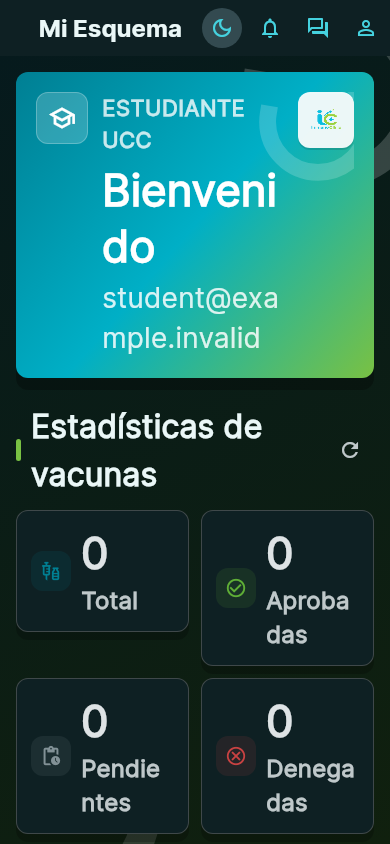 Mi Esquema
ESTUDIANTE
UCC
Bienveni
do
student@exa
mple.invalid
Estadísticas de
vacunas
0
Total
0
Aproba
das
0
Pendie
ntes
0
Denega
das